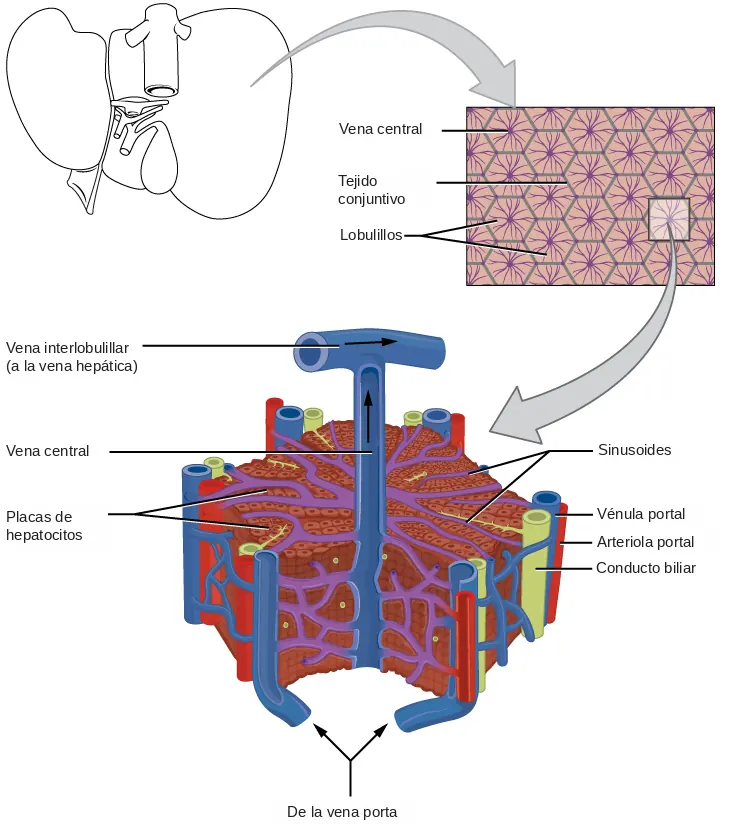 Vena central
Tejido
conjuntivo
Lobulillos
Vena interlobulillar
(a la vena hepática)
Vena central
Sinusoides
Placas de
hepatocitos
Vénula portal
Arteriola portal
Conducto biliar
De la vena porta